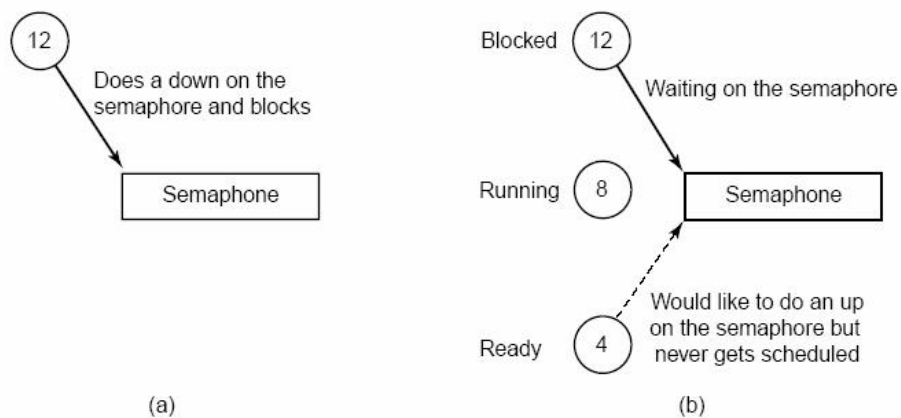 12
Does a down on the
semaphore and blocks
Semaphone
(a)
Blocked
12
Waiting on the semaphore
Running
8
Semaphone
Would like to do an up
on the semaphore but
never gets scheduled
Ready
4
(b)